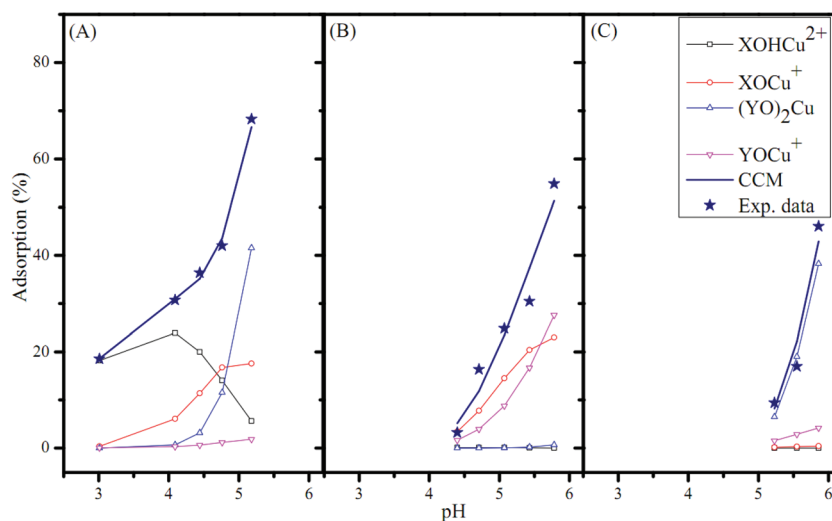 (A)
(B)
(C)
XOHCu2+
XOCu+
(YO)2Cu
YOCu+
CCM
Exp. data
Adsorption (%)
80
60
40
20
0
3 4 5 6 3 4 5 6 3 4 5 6
pH